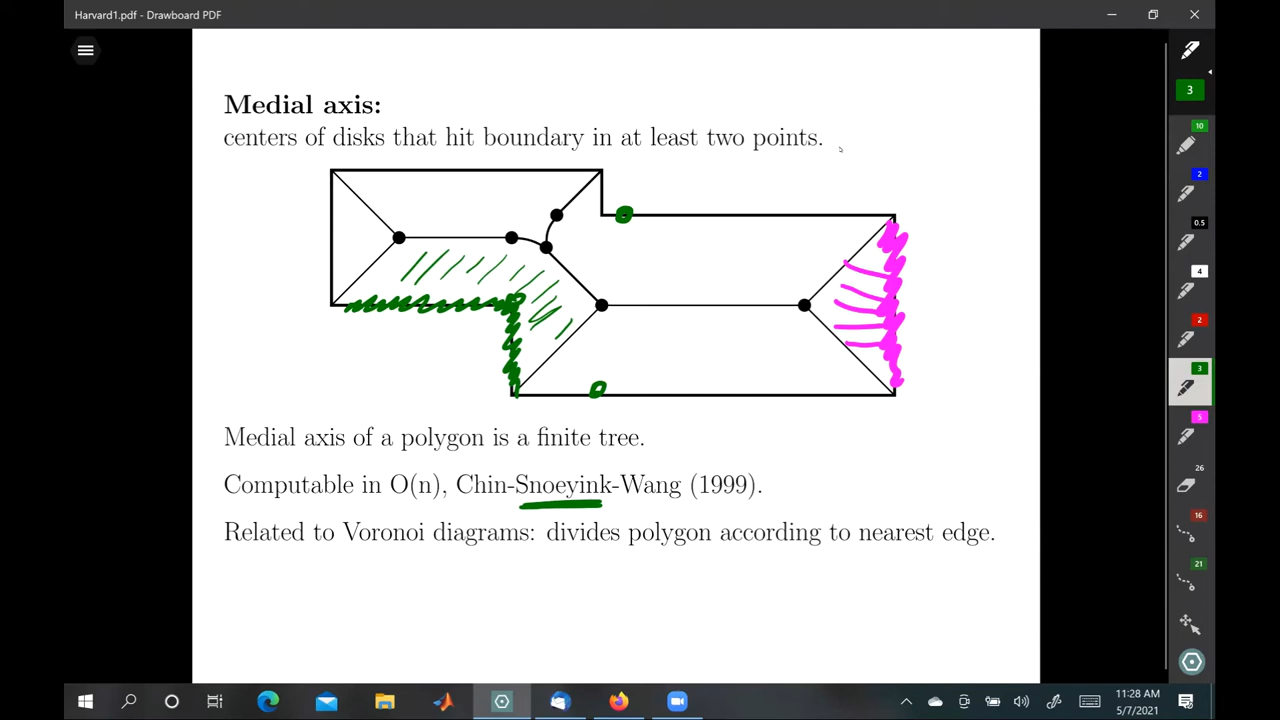 Harvard1.pdf - Drawboard PDF
3
Medial axis:
centers of disks that hit boundary in at least two points.
10
2
0.5
4
2
3
5
26
16
21
Medial axis of a polygon is a finite tree.
Computable in O(n), Chin-Snoeyink-Wang (1999).
Related to Voronoi diagrams: divides polygon according to nearest edge.
11:28 AM
5/7/2021